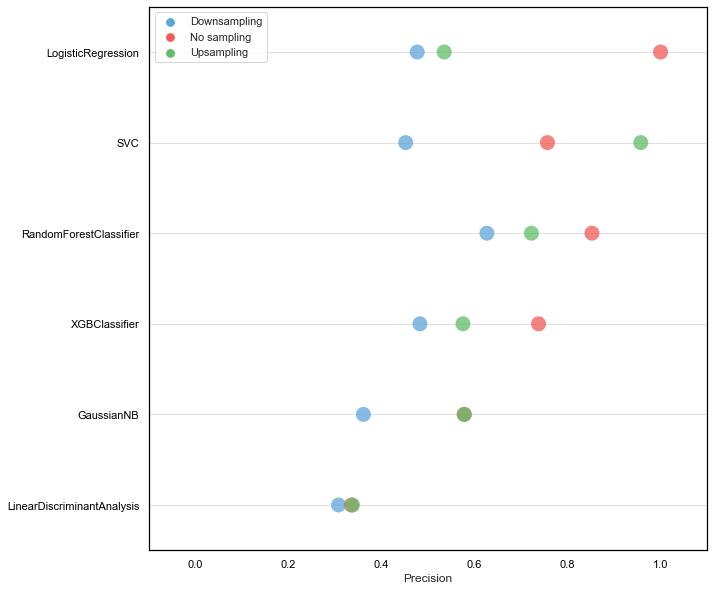 Downsampling
No sampling
Upsampling
LogisticRegression
SVC
RandomForestClassifier
XGBClassifier
GaussianNB
LinearDiscriminantAnalysis
0.0 0.2 0.4 0.6 0.8 1.0
Precision